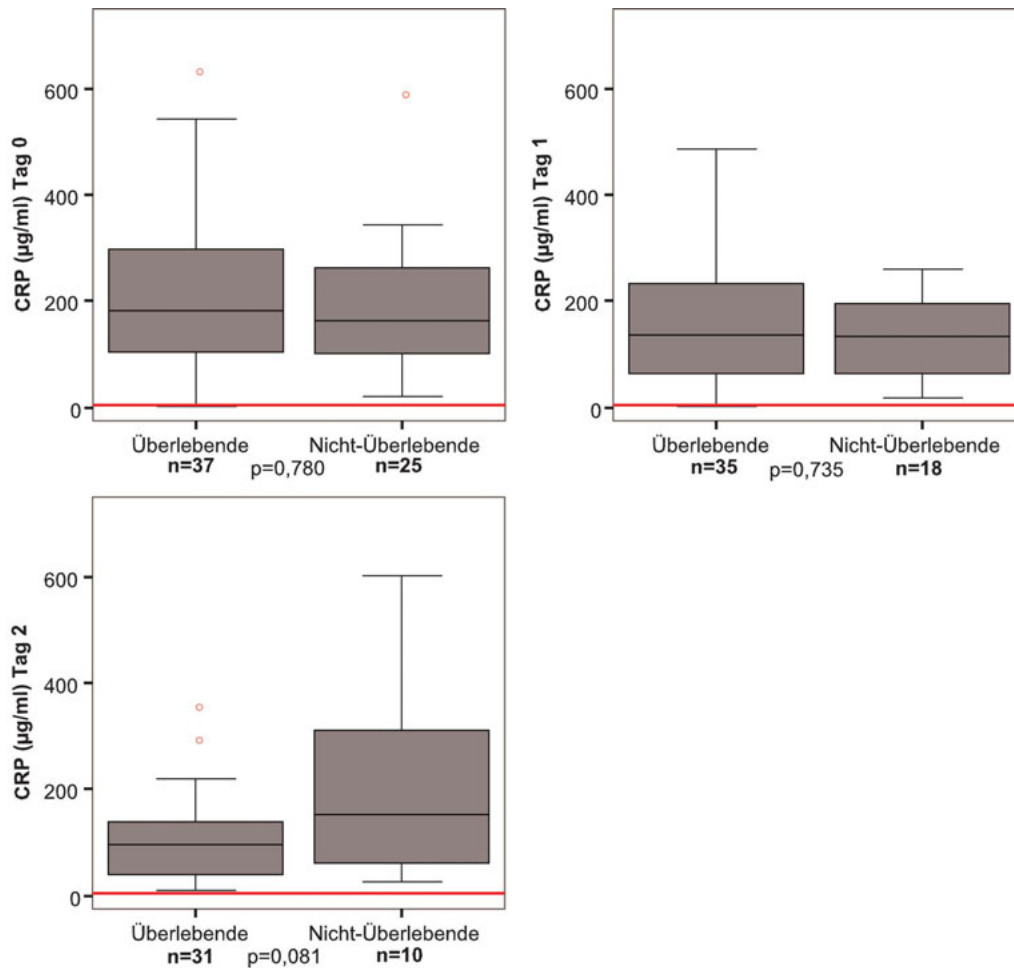 CRP (µg/ml) Tag 0
600
400
200
0
Überlebende Nicht-Überlebende
n=37 p=0,780 n=25
CRP (µg/ml) Tag 1
600
400
200
0
Überlebende Nicht-Überlebende
n=35 p=0,735 n=18
CRP (µg/ml) Tag 2
600
400
200
0
Überlebende Nicht-Überlebende
n=31 p=0,081 n=10